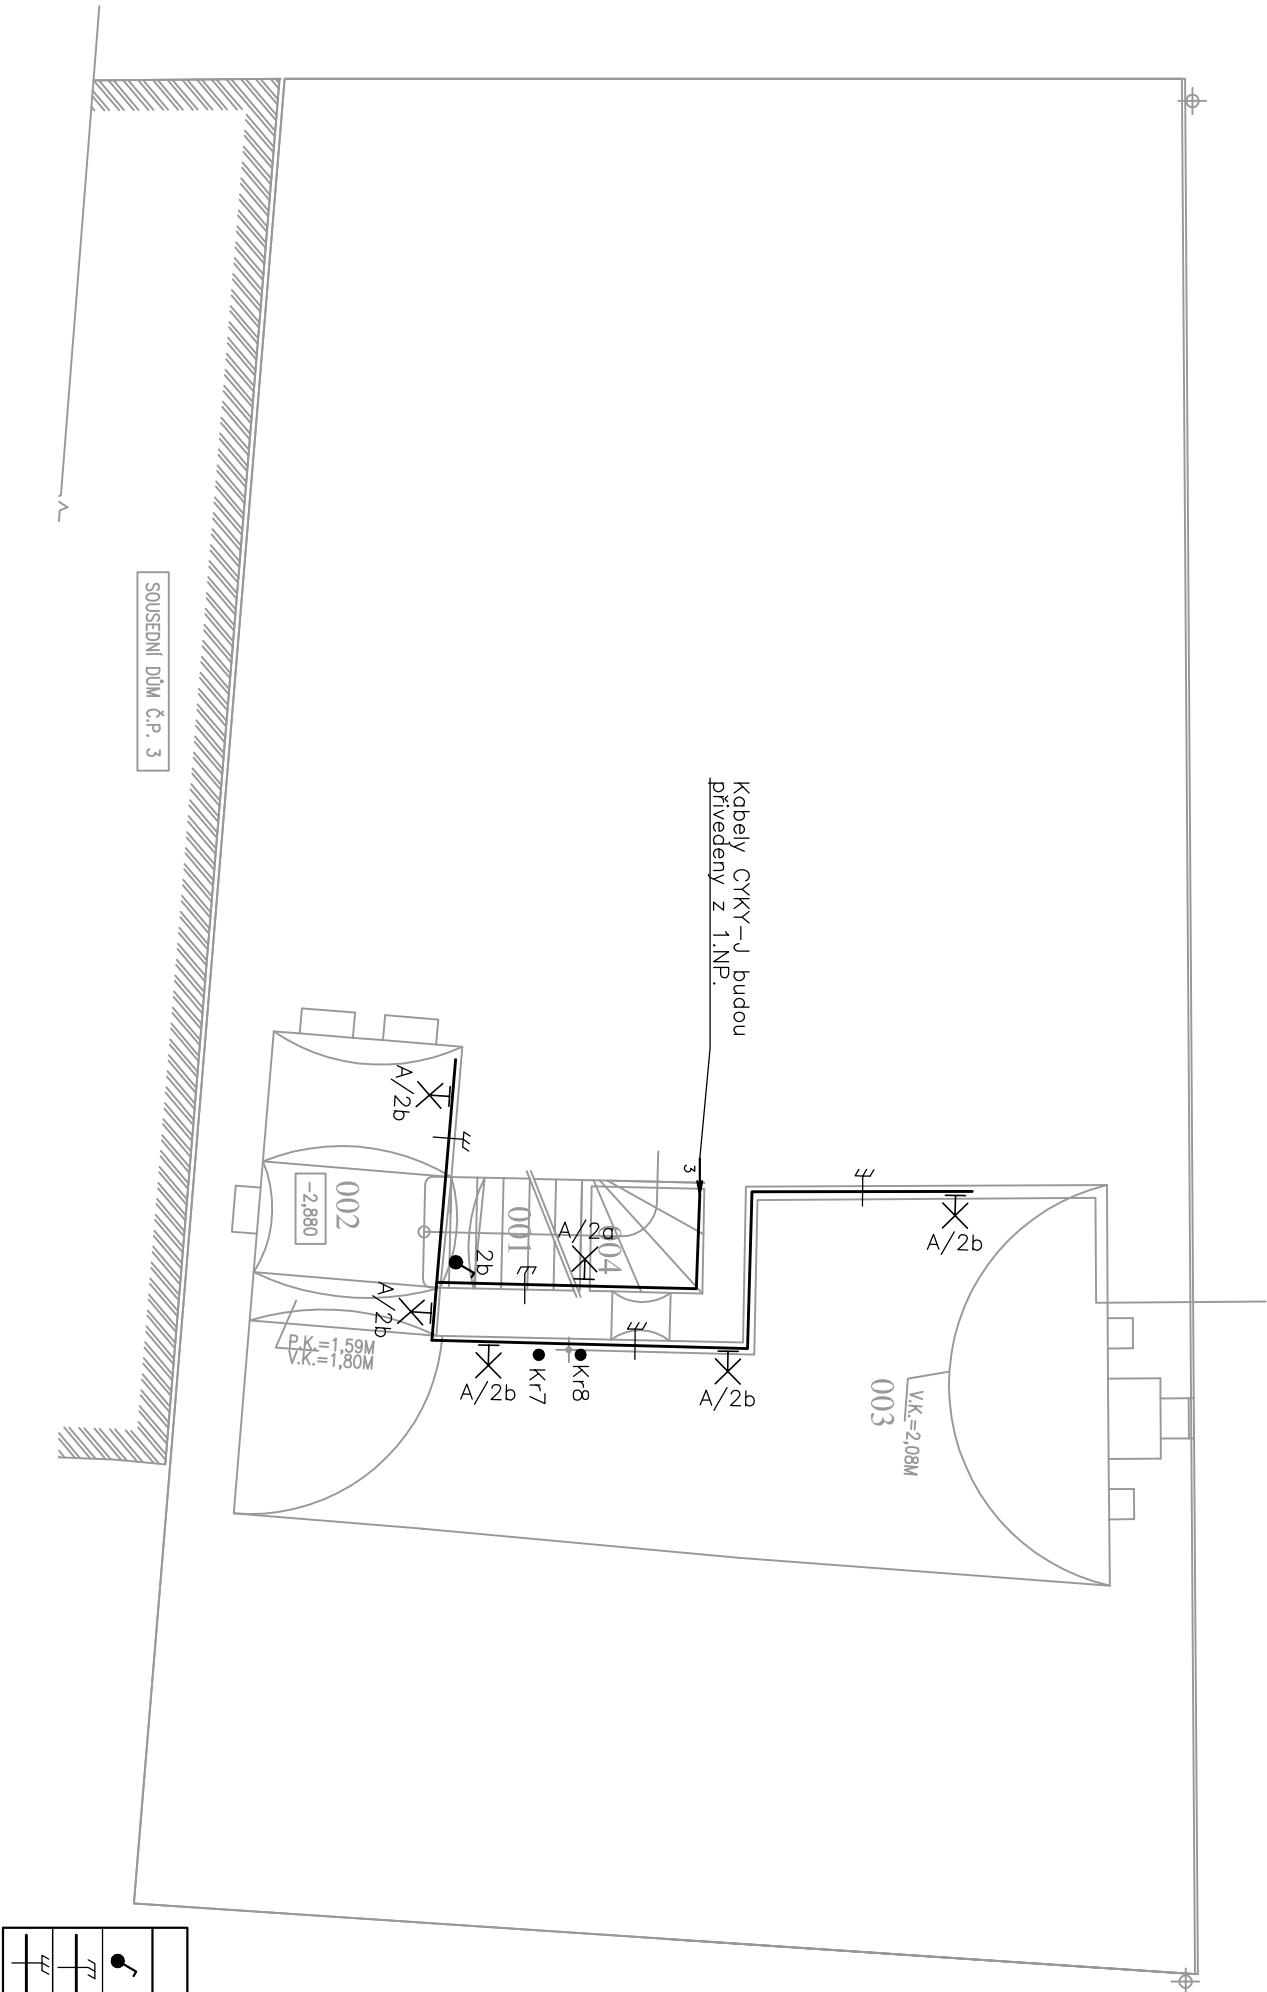 SOUSEDNÍ DŮM Č.P. 3
Kabely CYKY-J budou
přivedeny z 1.NP.
3
A/2b
A/2b
002
-2,880
001
004
A/2a
2b
A/2b
P.K.=1,59M
V.K.=1,80M
A/2b
Kr7
Kr8
A/2b
003
V.K.=2,08M